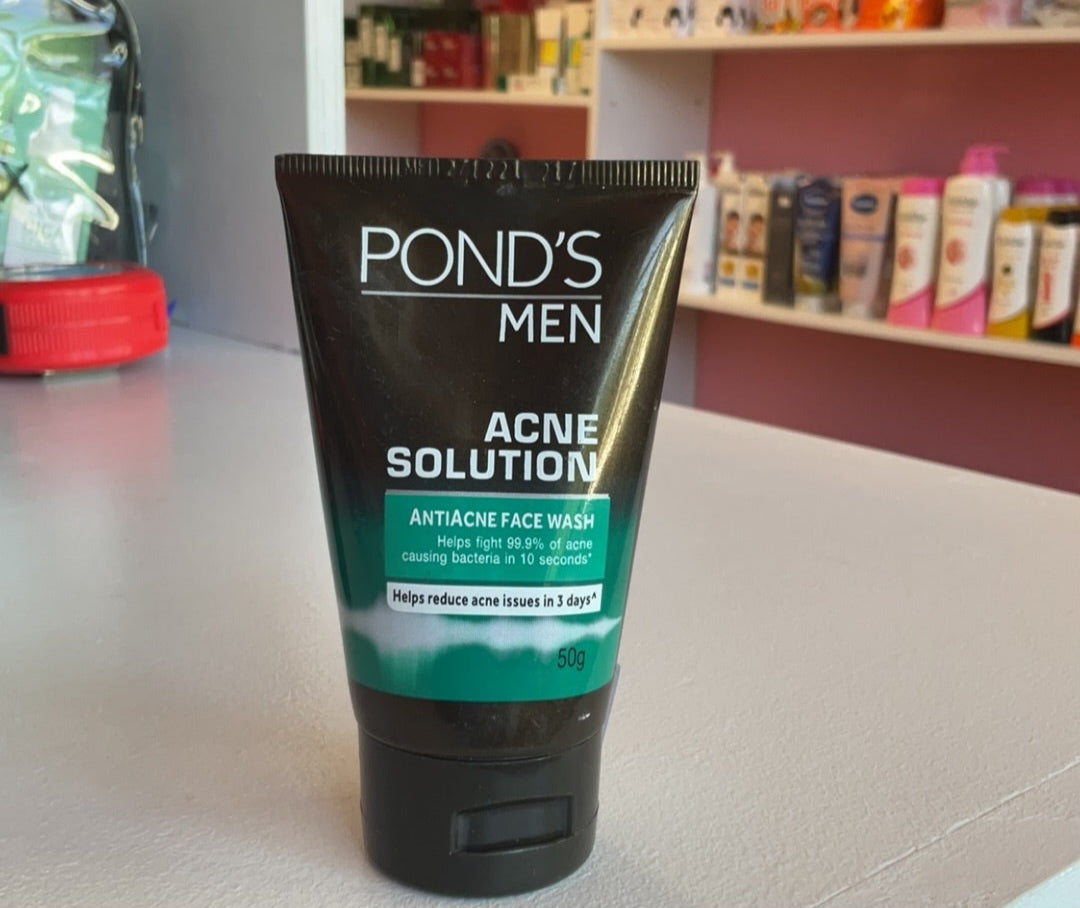 POND'S
MEN
ACNE
SOLUTION
ANTIACNE FACE WASH
Helps fight 99.9% of acne
causing bacteria in 10 seconds*
Helps reduce acne issues in 3 days^
50g